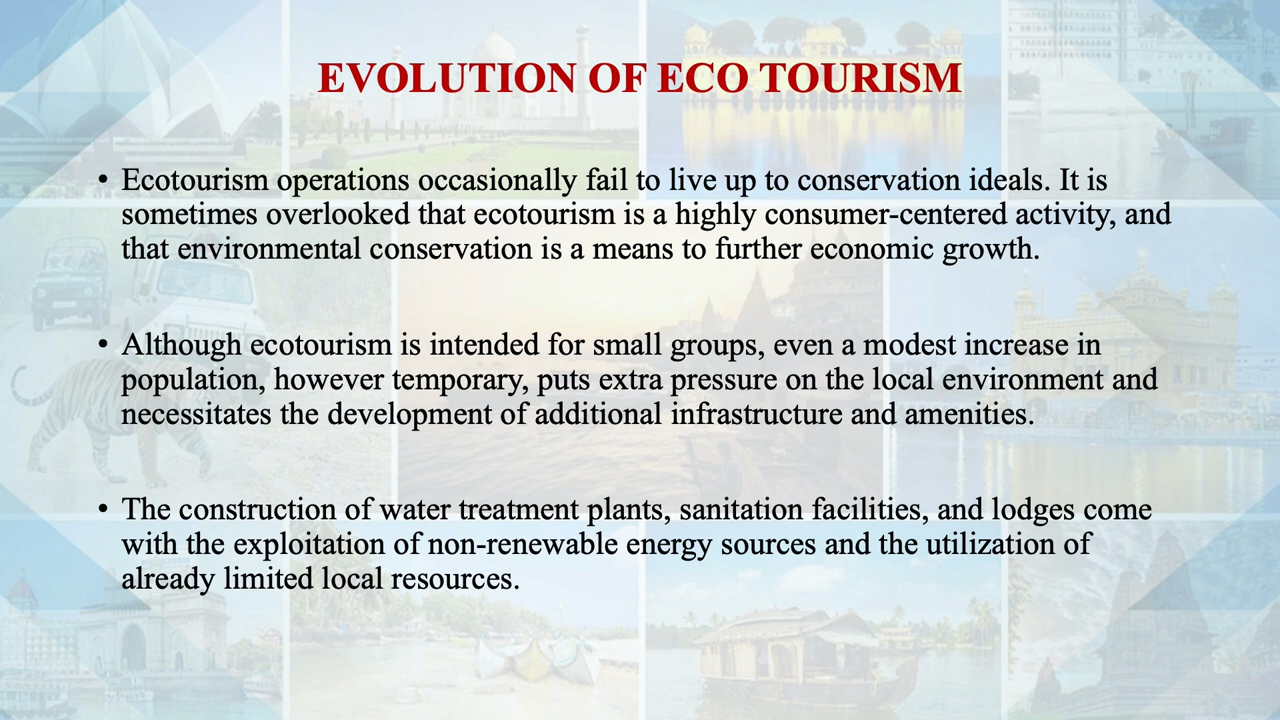 EVOLUTION OF ECO TOURISM
• Ecotourism operations occasionally fail to live up to conservation ideals. It is
sometimes overlooked that ecotourism is a highly consumer-centered activity, and
that environmental conservation is a means to further economic growth.
• Although ecotourism is intended for small groups, even a modest increase in
population, however temporary, puts extra pressure on the local environment and
necessitates the development of additional infrastructure and amenities.
• The construction of water treatment plants, sanitation facilities, and lodges come
with the exploitation of non-renewable energy sources and the utilization of
already limited local resources.